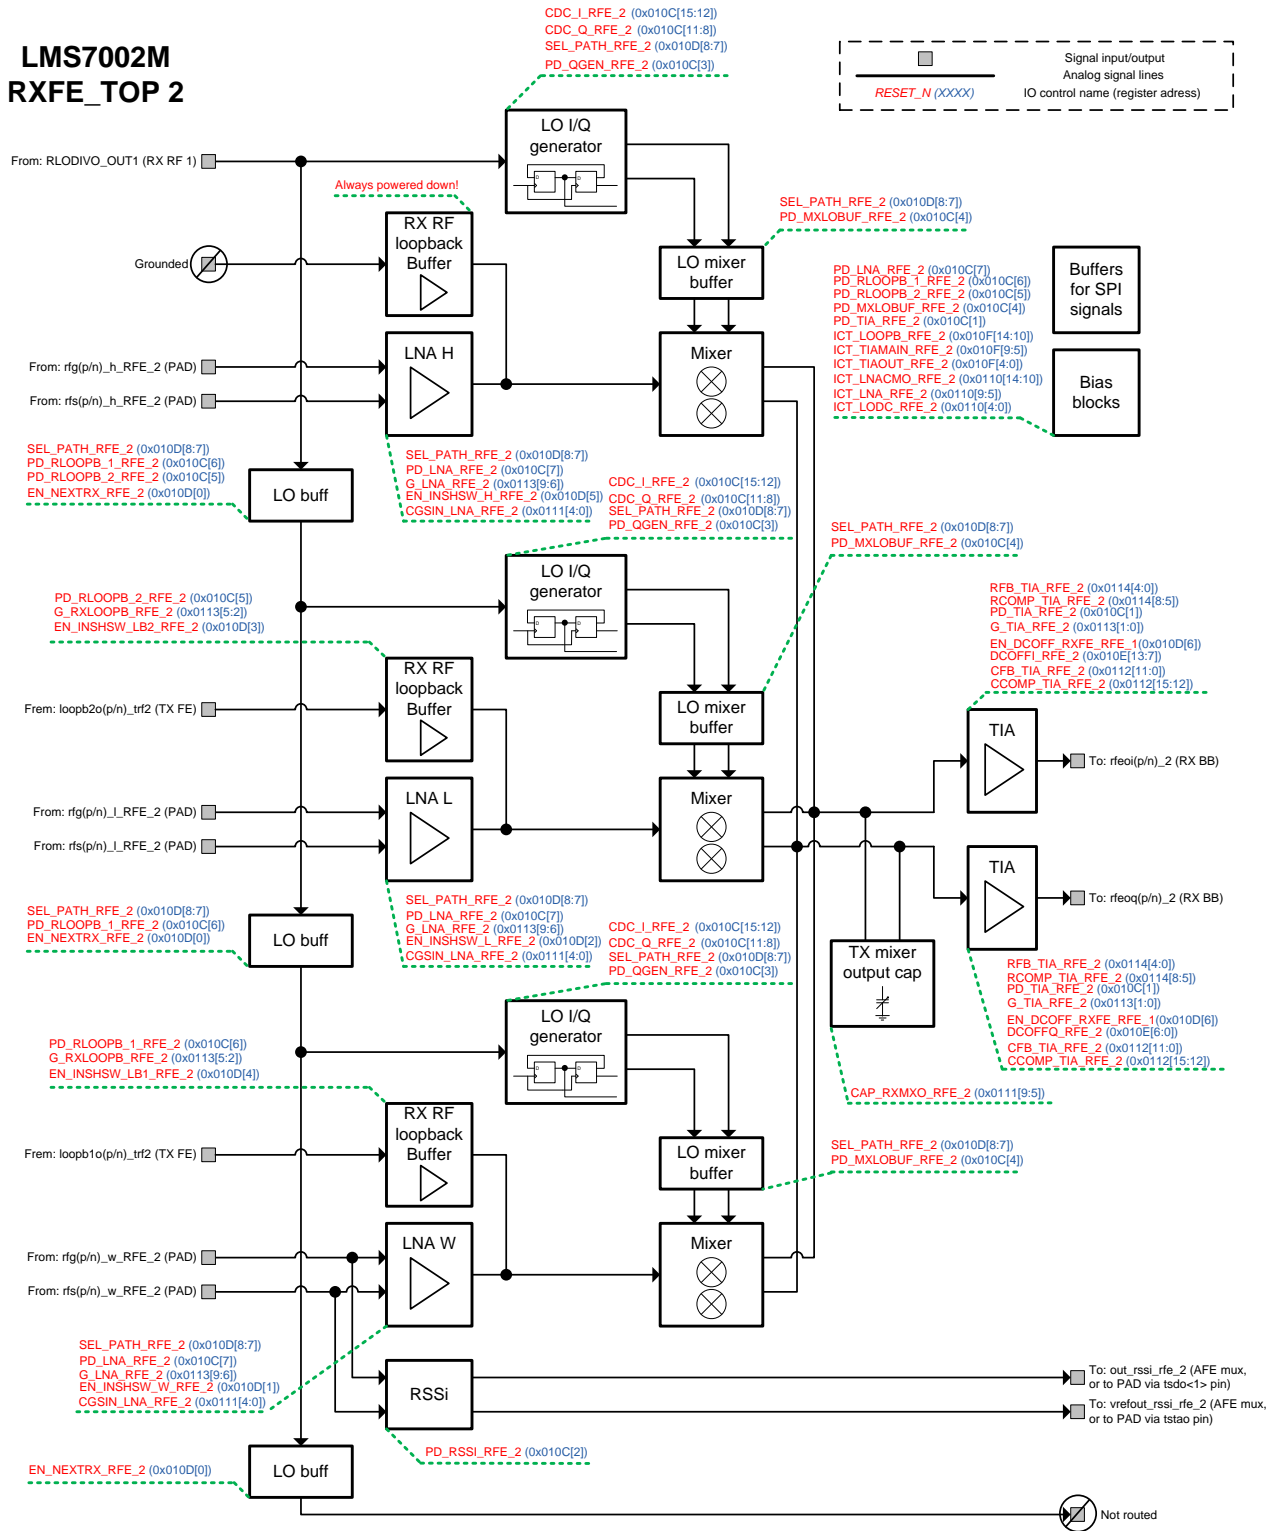 LMS7002M
RXFE_TOP 2
CDC_I_RFE_2 (0x010C[15:12])
CDC_Q_RFE_2 (0x010C[11:8])
SEL_PATH_RFE_2 (0x010D[8:7])
PD_QGEN_RFE_2 (0x010C[3])
Signal input/output
Analog signal lines
RESET_N (XXXX) IO control name (register adress)
From: RLODIVO_OUT1 (RX RF 1)
LO I/Q
generator
Always powered down!
RX RF
loopback
Buffer
Grounded
SEL_PATH_RFE_2 (0x010D[8:7])
PD_MXLOBUF_RFE_2 (0x010C[4])
LO mixer
buffer
PD_LNA_RFE_2 (0x010C[7])
PD_RLOOPB_1_RFE_2 (0x010C[6])
PD_RLOOPB_2_RFE_2 (0x010C[5])
PD_MXLOBUF_RFE_2 (0x010C[4])
PD_TIA_RFE_2 (0x010C[1])
ICT_LOOPB_RFE_2 (0x010F[14:10])
ICT_TIAMAIN_RFE_2 (0x010F[9:5])
ICT_TIAOUT_RFE_2 (0x010F[4:0])
ICT_LNACMO_RFE_2 (0x0110[14:10])
ICT_LNA_RFE_2 (0x0110[9:5])
ICT_LODC_RFE_2 (0x0110[4:0])
Buffers
for SPI
signals
Bias
blocks
From: rfg(p/n)_h_RFE_2 (PAD)
From: rfs(p/n)_h_RFE_2 (PAD)
LNA H
Mixer
SEL_PATH_RFE_2 (0x010D[8:7])
PD_RLOOPB_1_RFE_2 (0x010C[6])
PD_RLOOPB_2_RFE_2 (0x010C[5])
EN_NEXTRX_RFE_2 (0x010D[0])
LO buff
SEL_PATH_RFE_2 (0x010D[8:7])
PD_LNA_RFE_2 (0x010C[7])
G_LNA_RFE_2 (0x0113[9:6])
EN_INSHSW_H_RFE_2 (0x010D[5])
CGSIN_LNA_RFE_2 (0x0111[4:0])
CDC_I_RFE_2 (0x010C[15:12])
CDC_Q_RFE_2 (0x010C[11:8])
SEL_PATH_RFE_2 (0x010D[8:7])
PD_QGEN_RFE_2 (0x010C[3])
SEL_PATH_RFE_2 (0x010D[8:7])
PD_MXLOBUF_RFE_2 (0x010C[4])
LO I/Q
generator
PD_RLOOPB_2_RFE_2 (0x010C[5])
G_RXLOOPB_RFE_2 (0x0113[5:2])
EN_INSHSW_LB2_RFE_2 (0x010D[3])
RX RF
loopback
Buffer
Frem: loopb2o(p/n)_trf2 (TX FE)
LO mixer
buffer
RFB_TIA_RFE_2 (0x0114[4:0])
RCOMP_TIA_RFE_2 (0x0114[8:5])
PD_TIA_RFE_2 (0x010C[1])
G_TIA_RFE_2 (0x0113[1:0])
EN_DCOFF_RXFE_RFE_1(0x010D[6])
DCOFFI_RFE_2 (0x010E[13:7])
CFB_TIA_RFE_2 (0x0112[11:0])
CCOMP_TIA_RFE_2 (0x0112[15:12])
TIA
To: rfeoi(p/n)_2 (RX BB)
From: rfg(p/n)_l_RFE_2 (PAD)
From: rfs(p/n)_l_RFE_2 (PAD)
LNA L
Mixer
TIA
To: rfeoq(p/n)_2 (RX BB)
SEL_PATH_RFE_2 (0x010D[8:7])
PD_RLOOPB_1_RFE_2 (0x010C[6])
EN_NEXTRX_RFE_2 (0x010D[0])
LO buff
SEL_PATH_RFE_2 (0x010D[8:7])
PD_LNA_RFE_2 (0x010C[7])
G_LNA_RFE_2 (0x0113[9:6])
EN_INSHSW_L_RFE_2 (0x010D[2])
CGSIN_LNA_RFE_2 (0x0111[4:0])
CDC_I_RFE_2 (0x010C[15:12])
CDC_Q_RFE_2 (0x010C[11:8])
SEL_PATH_RFE_2 (0x010D[8:7])
PD_QGEN_RFE_2 (0x010C[3])
TX mixer
output cap
RFB_TIA_RFE_2 (0x0114[4:0])
RCOMP_TIA_RFE_2 (0x0114[8:5])
PD_TIA_RFE_2 (0x010C[1])
G_TIA_RFE_2 (0x0113[1:0])
EN_DCOFF_RXFE_RFE_1(0x010D[6])
DCOFFQ_RFE_2 (0x010E[6:0])
CFB_TIA_RFE_2 (0x0112[11:0])
CCOMP_TIA_RFE_2 (0x0112[15:12])
CAP_RXMXO_RFE_2 (0x0111[9:5])
LO I/Q
generator
PD_RLOOPB_1_RFE_2 (0x010C[6])
G_RXLOOPB_RFE_2 (0x0113[5:2])
EN_INSHSW_LB1_RFE_2 (0x010D[4])
RX RF
loopback
Buffer
Frem: loopb1o(p/n)_trf2 (TX FE)
LO mixer
buffer
SEL_PATH_RFE_2 (0x010D[8:7])
PD_MXLOBUF_RFE_2 (0x010C[4])
From: rfg(p/n)_w_RFE_2 (PAD)
From: rfs(p/n)_w_RFE_2 (PAD)
LNA W
Mixer
SEL_PATH_RFE_2 (0x010D[8:7])
PD_LNA_RFE_2 (0x010C[7])
G_LNA_RFE_2 (0x0113[9:6])
EN_INSHSW_W_RFE_2 (0x010D[1])
CGSIN_LNA_RFE_2 (0x0111[4:0])
RSSi
To: out_rssi_rfe_2 (AFE mux,
or to PAD via tsdo<1> pin)
To: vrefout_rssi_rfe_2 (AFE mux,
or to PAD via tstao pin)
PD_RSSI_RFE_2 (0x010C[2])
EN_NEXTRX_RFE_2 (0x010D[0])
LO buff
Not routed